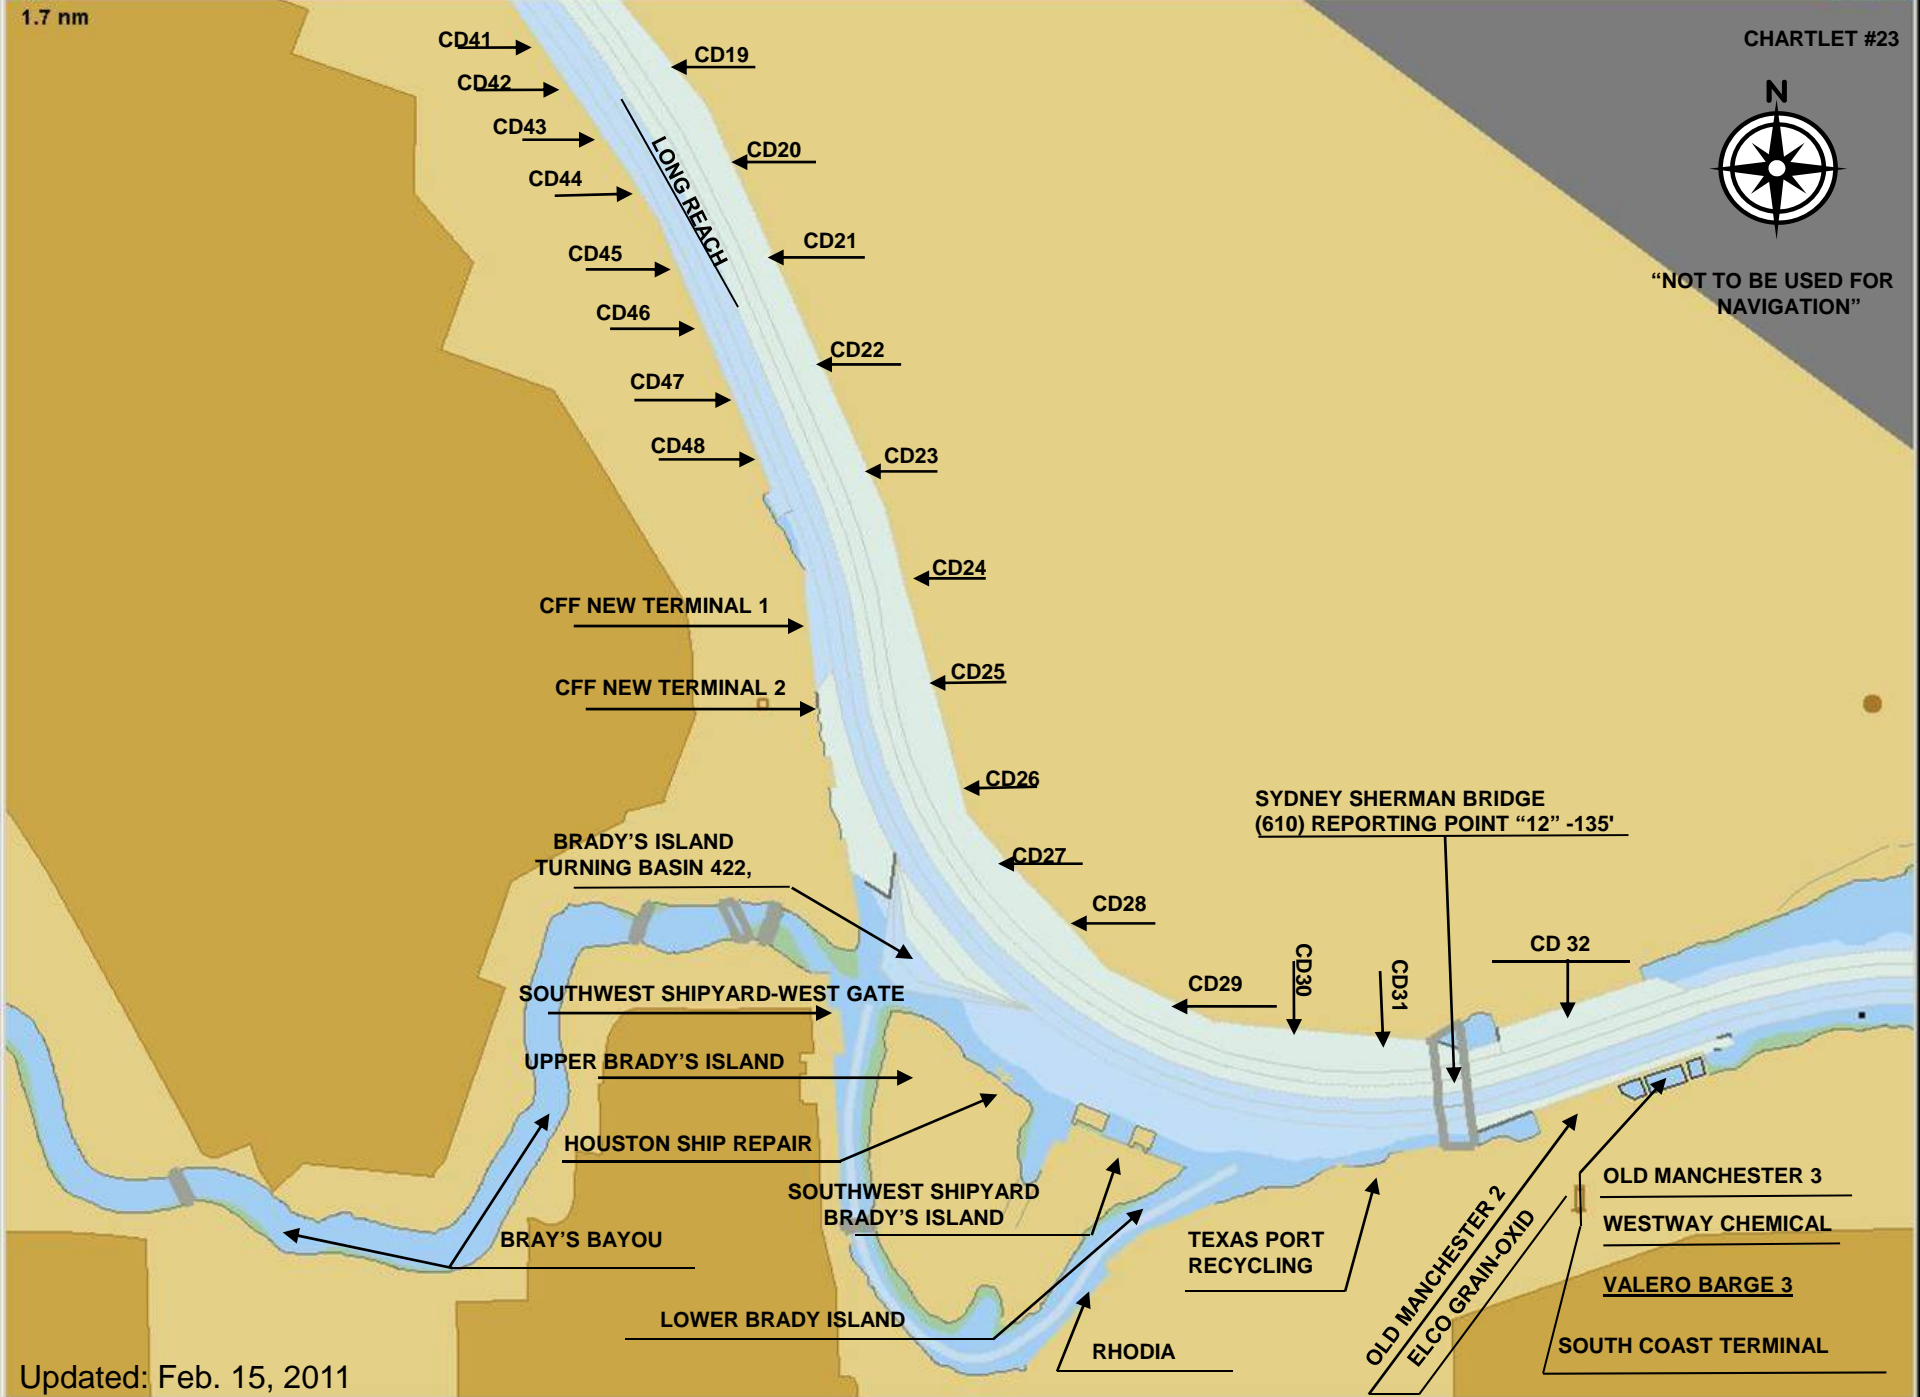 1.7 nm
CHARTLET #23
N
“NOT TO BE USED FOR
NAVIGATION”
CD41
CD42
CD43
CD44
CD45
CD46
CD47
CD48
CD19
CD20
LONG REACH
CD21
CD22
CD23
CD24
CD25
CD26
CD27
CD28
CD29
CD30
CD31
CD 32
CFF NEW TERMINAL 1
CFF NEW TERMINAL 2
SYDNEY SHERMAN BRIDGE
(610) REPORTING POINT “12” -135'
BRADY’S ISLAND
TURNING BASIN 422,
SOUTHWEST SHIPYARD-WEST GATE
UPPER BRADY’S ISLAND
HOUSTON SHIP REPAIR
SOUTHWEST SHIPYARD
BRADY’S ISLAND
BRAY’S BAYOU
LOWER BRADY ISLAND
RHODIA
TEXAS PORT
RECYCLING
OLD MANCHESTER 2
ELCO GRAIN-OXID
OLD MANCHESTER 3
WESTWAY CHEMICAL
VALERO BARGE 3
SOUTH COAST TERMINAL
Updated: Feb. 15, 2011